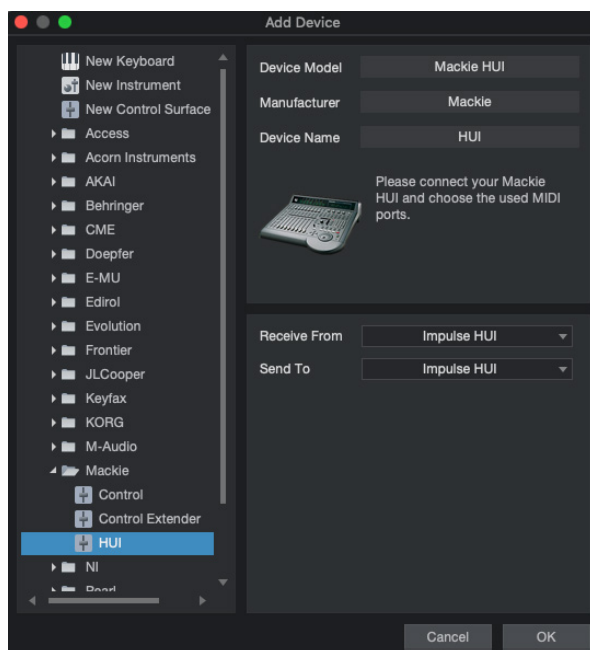 Add Device
New Keyboard
New Instrument
New Control Surface
Access
Acorn Instruments
AKAI
Behringer
CME
Doepfer
E-MU
Edirol
Evolution
Frontier
JLCooper
Keyfax
KORG
M-Audio
Mackie
Control
Control Extender
HUI
NI
Pearl
Device Model Mackie HUI
Manufacturer Mackie
Device Name HUI
Please connect your Mackie
HUI and choose the used MIDI
ports.
Receive From Impulse HUI
Send To Impulse HUI
Cancel OK